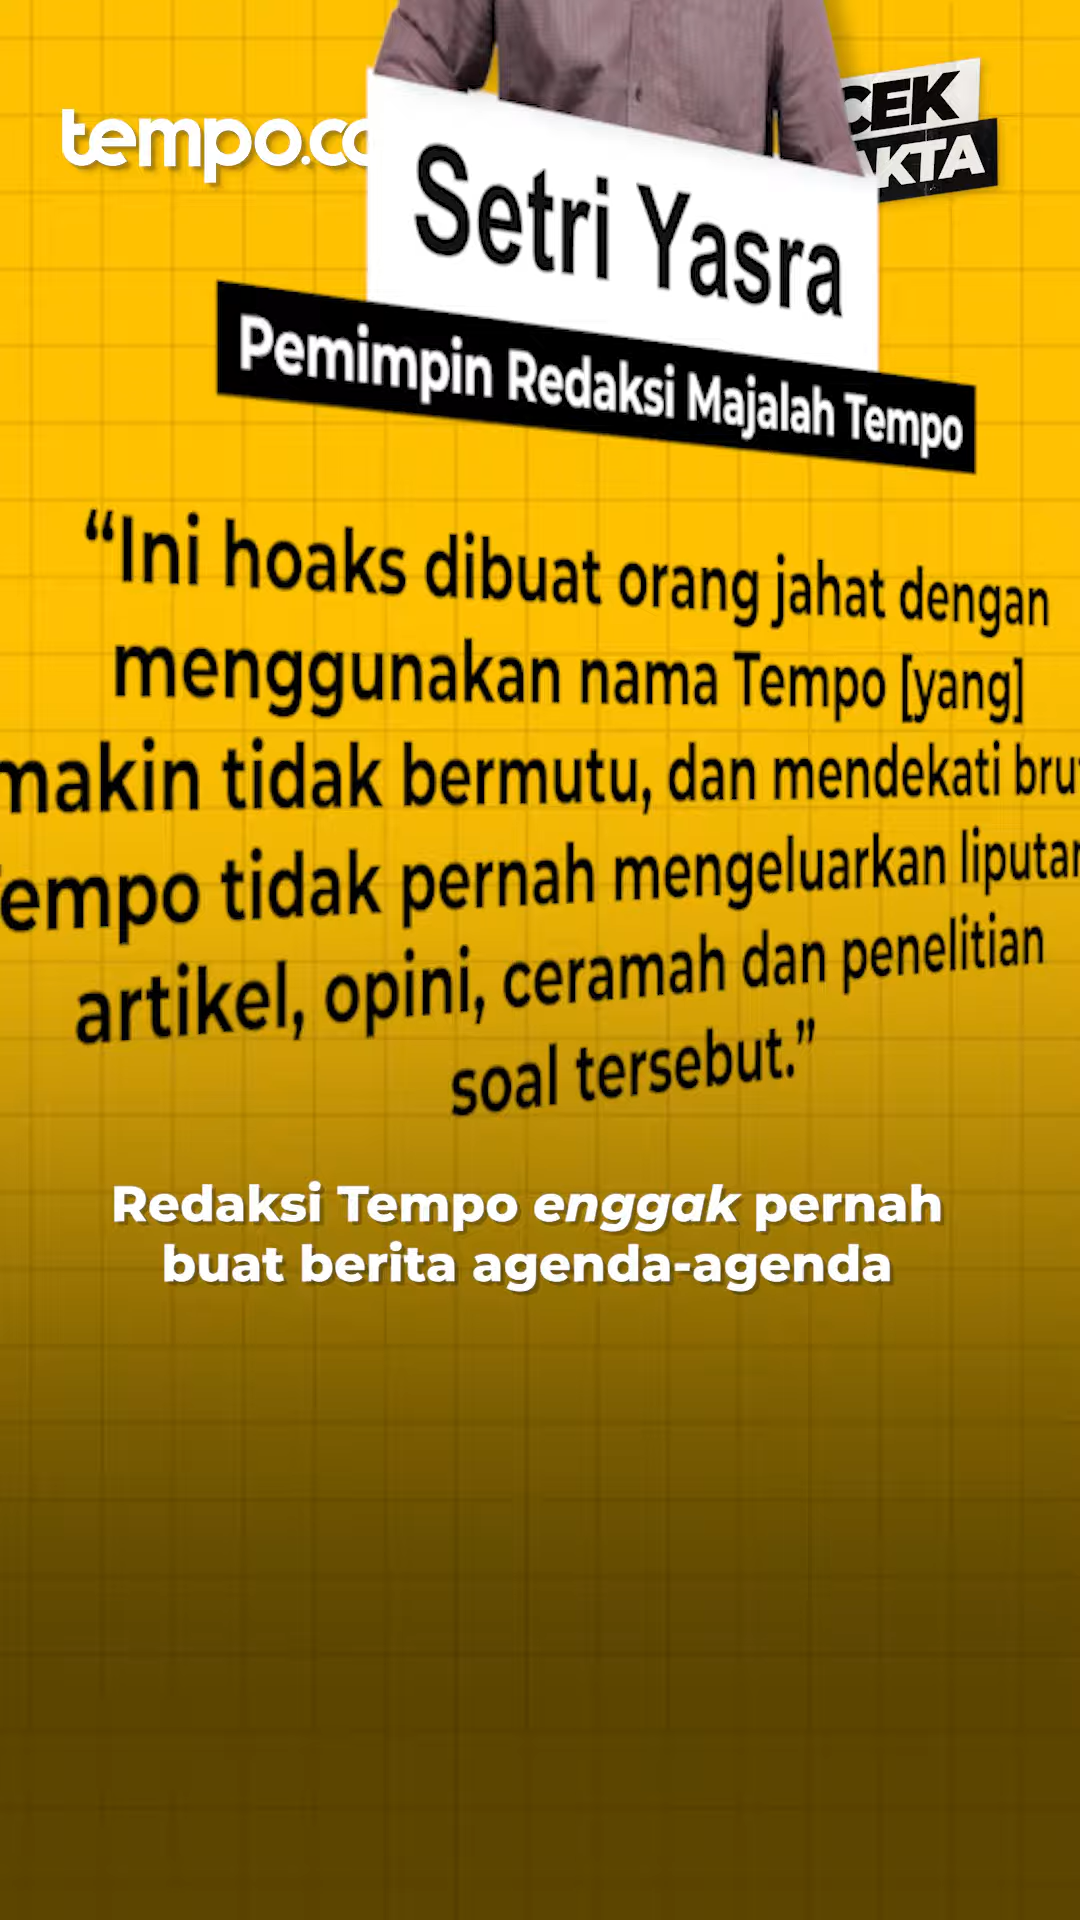 tempo.co
CEK
AKTA
Setri Yasra
Pemimpin Redaksi Majalah Tempo
“Ini hoaks dibuat orang jahat dengan
menggunakan nama Tempo [yang]
makin tidak bermutu, dan mendekati
empo tidak pernah mengeluarkan liputan
artikel, opini, ceramah dan penelitian
soal tersebut.”
Redaksi Tempo enggak pernah
buat berita agenda-agenda